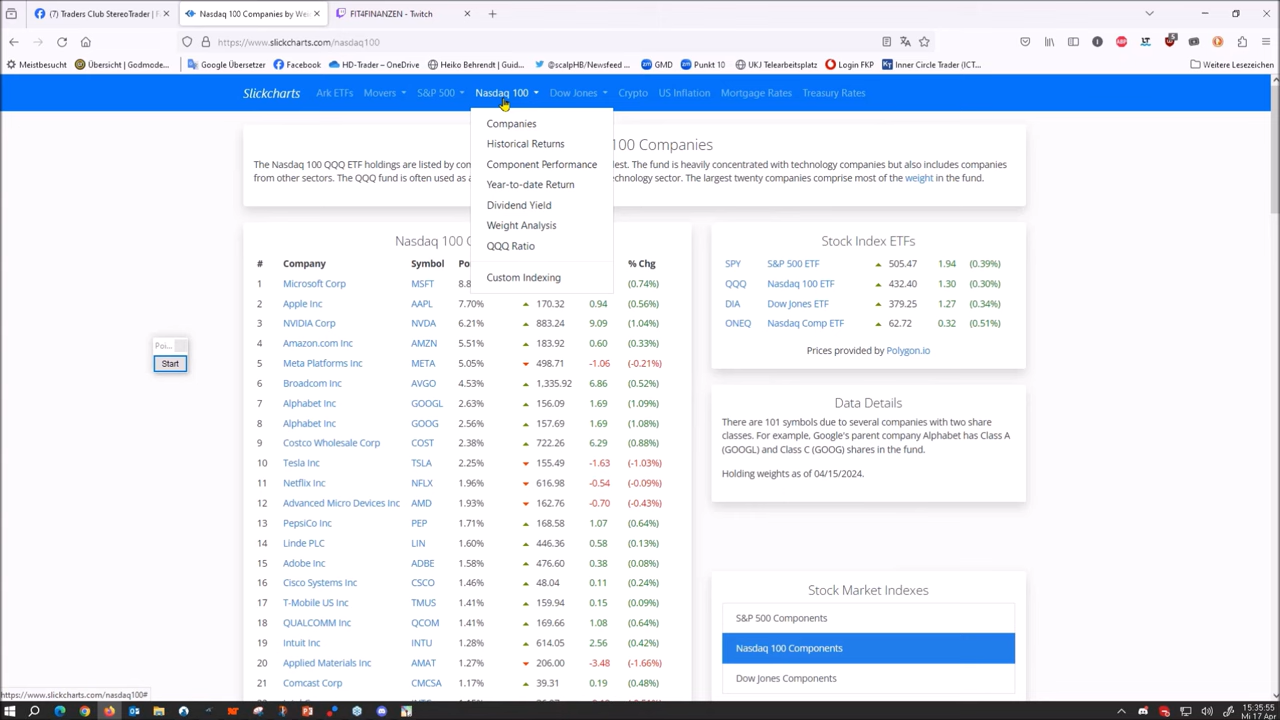 (7) Traders Club StereoTrader |
Nasdaq 100 Companies by We
FIT4FINANZEN - Twitch
https://www.slickcharts.com/nasdaq100
Meistbesucht
Übersicht | Godmode...
Google Übersetzer
Facebook
HD-Trader – OneDrive
Heiko Behrendt | Guid...
@scalpHB/Newsfeed ...
GMD
Punkt 10
UKJ Telearbeitsplatz
Login FKP
Inner Circle Trader (ICT...
Weitere Lesezeichen
Slickcharts
Ark ETFs
Movers
S&P 500
Nasdaq 100
Dow Jones
Crypto
US Inflation
Mortgage Rates
Treasury Rates
Companies
Historical Returns
Component Performance
Year-to-date Return
Dividend Yield
Weight Analysis
QQQ Ratio
Custom Indexing
100 Companies
The Nasdaq 100 QQQ ETF holdings are listed by con
est. The fund is heavily concentrated with technology companies but also includes companies
from other sectors. The QQQ fund is often used as a
chnology sector. The largest twenty companies comprise most of the weight in the fund.
Nasdaq 100 C
# Company Symbol Po % Chg
1 Microsoft Corp MSFT 8.8 (0.74%)
2 Apple Inc AAPL 7.70% 170.32 0.94 (0.56%)
3 NVIDIA Corp NVDA 6.21% 883.24 9.09 (1.04%)
4 Amazon.com Inc AMZN 5.51% 183.92 0.60 (0.33%)
5 Meta Platforms Inc META 5.05% 498.71 -1.06 (-0.21%)
6 Broadcom Inc AVGO 4.53% 1,335.92 6.86 (0.52%)
7 Alphabet Inc GOOGL 2.63% 156.09 1.69 (1.09%)
8 Alphabet Inc GOOG 2.56% 157.69 1.69 (1.08%)
9 Costco Wholesale Corp COST 2.38% 722.26 6.29 (0.88%)
10 Tesla Inc TSLA 2.25% 155.49 -1.63 (-1.03%)
11 Netflix Inc NFLX 1.96% 616.98 -0.54 (-0.09%)
12 Advanced Micro Devices Inc AMD 1.93% 162.76 -0.70 (-0.43%)
13 PepsiCo Inc PEP 1.71% 168.58 1.07 (0.64%)
14 Linde PLC LIN 1.60% 446.36 0.58 (0.13%)
15 Adobe Inc ADBE 1.58% 476.60 0.38 (0.08%)
16 Cisco Systems Inc CSCO 1.46% 48.04 0.11 (0.24%)
17 T-Mobile US Inc TMUS 1.41% 159.94 0.15 (0.09%)
18 QUALCOMM Inc QCOM 1.41% 169.66 1.08 (0.64%)
19 Intuit Inc INTU 1.28% 614.05 2.56 (0.42%)
20 Applied Materials Inc AMAT 1.27% 206.00 -3.48 (-1.66%)
21 Comcast Corp CMCSA 1.24% 39.31 0.19 (0.48%)
Poi...
Start
Stock Index ETFs
SPY S&P 500 ETF 505.47 1.94 (0.39%)
QQQ Nasdaq 100 ETF 432.40 1.30 (0.30%)
DIA Dow Jones ETF 379.25 1.27 (0.34%)
ONEQ Nasdaq Comp ETF 62.72 0.32 (0.51%)
Prices provided by Polygon.io
Data Details
There are 101 symbols due to several companies with two share
classes. For example, Google's parent company Alphabet has Class A
(GOOGL) and Class C (GOOG) shares in the fund.
Holding weights as of 04/15/2024.
Stock Market Indexes
S&P 500 Components
Nasdaq 100 Components
Dow Jones Components
https://www.slickcharts.com/nasdaq100#
15:35:55
Mi 17 Apr